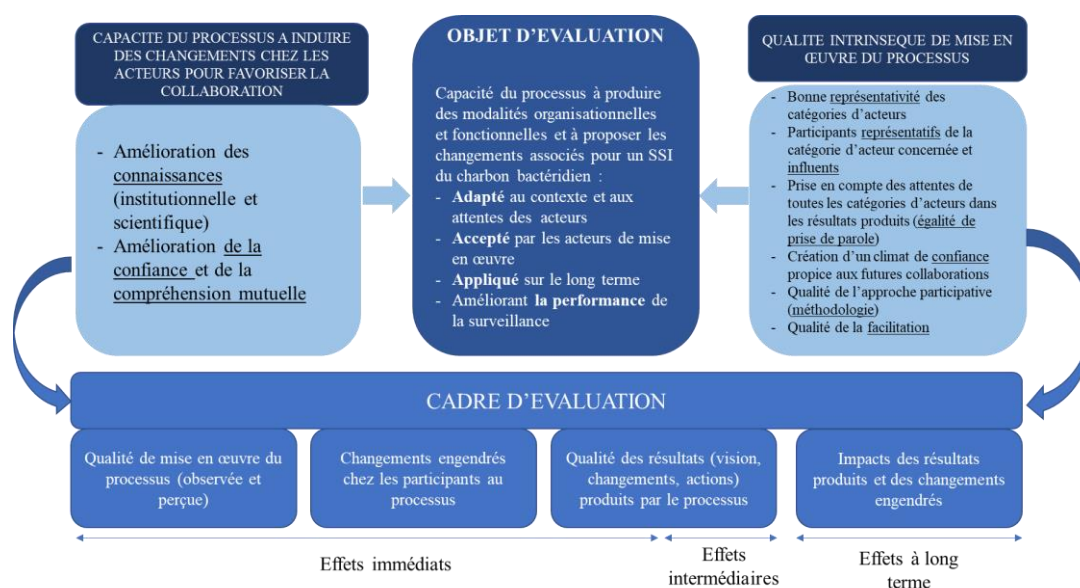 CAPACITE DU PROCESSUS A INDUIRE
DES CHANGEMENTS CHEZ LES
ACTEURS POUR FAVORISER LA
COLLABORATION
- Amélioration des
connaissances
(institutionnelle et
scientifique)
- Amélioration de la
confiance et de la
compréhension mutuelle
OBJET D'EVALUATION
Capacité du processus à produire
des modalités organisationnelles
et fonctionnelles et à proposer les
changements associés pour un SSI
du charbon bactéridien :
- Adapté au contexte et aux
attentes des acteurs
- Accepté par les acteurs de mise
en œuvre
- Appliqué sur le long terme
- Améliorant la performance de
la surveillance
QUALITE INTRINSEQUE DE MISE EN
ŒUVRE DU PROCESSUS
- Bonne représentativité des
catégories d'acteurs
- Participants représentatifs de la
catégorie d'acteur concernée et
influents
- Prise en compte des attentes de
toutes les catégories d'acteurs dans
les résultats produits (égalité de
prise de parole)
- Création d'un climat de confiance
propice aux futures collaborations
- Qualité de l'approche participative
(méthodologie)
- Qualité de la facilitation
CADRE D'EVALUATION
Qualité de mise en œuvre du
processus (observée et
perçue)
Changements engendrés
chez les participants au
processus
Qualité des résultats (vision,
changements, actions)
produits par le processus
Impacts des résultats
produits et des changements
engendrés
Effets immédiats
Effets
intermédiaires
Effets à long
terme